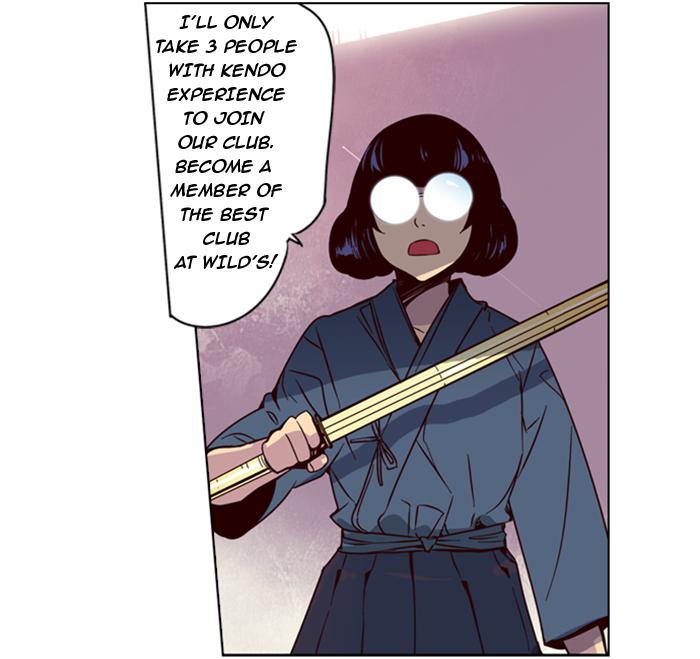 I'LL ONLY
TAKE 3 PEOPLE
WITH KENDO
EXPERIENCE
TO JOIN
OUR CLUB.
BECOME A
MEMBER OF
THE BEST
CLUB
AT WILD'S!